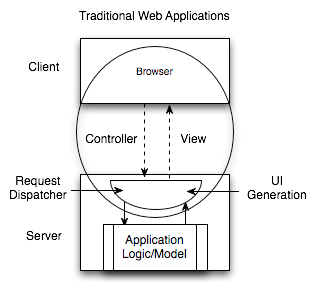 Traditional Web Applications
Client
Browser
Controller
View
Request
Dispatcher
UI
Generation
Server
Application
Logic/Model